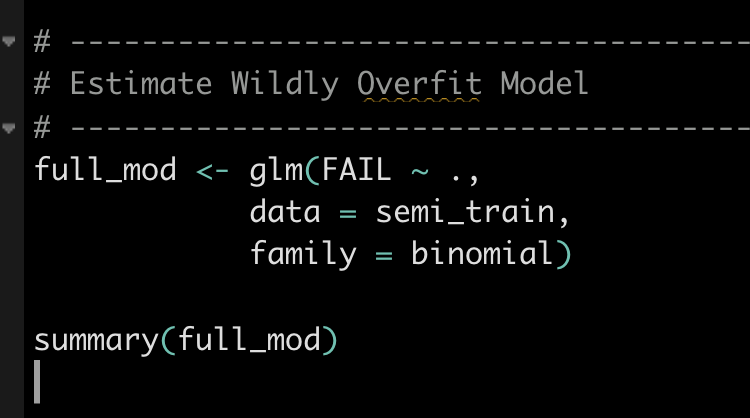 # --------------------------------------
# Estimate Wildly Overfit Model
# --------------------------------------
full_mod <- glm(FAIL ~ .,
            data = semi_train,
            family = binomial)
summary(full_mod)